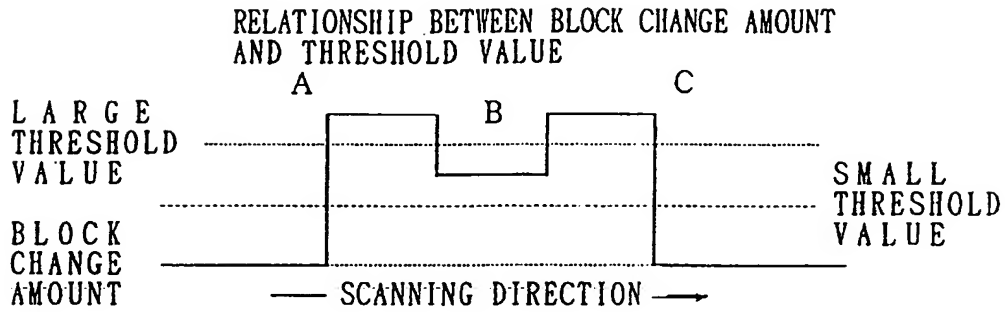 RELATIONSHIP BETWEEN BLOCK CHANGE AMOUNT
AND THRESHOLD VALUE
A
C
B
LARGE
THRESHOLD
VALUE
SMALL
THRESHOLD
VALUE
BLOCK
CHANGE
AMOUNT
SCANNING DIRECTION